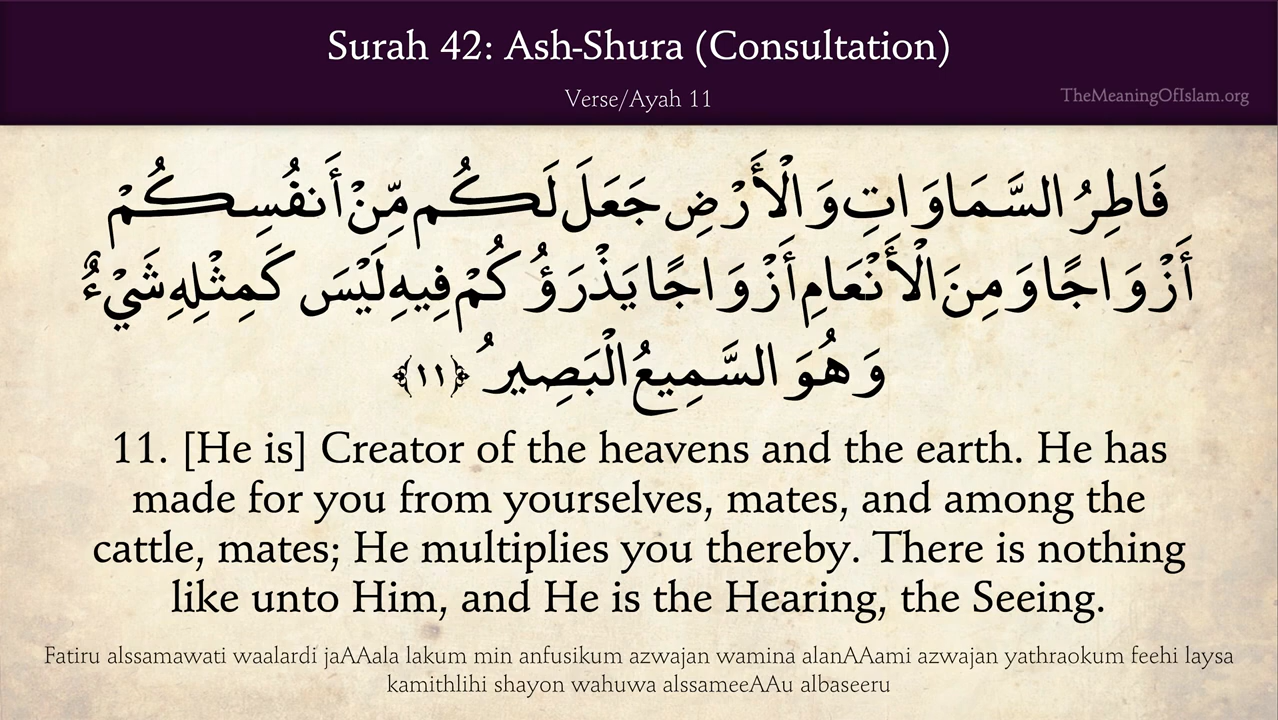 Surah 42: Ash-Shura (Consultation)
Verse/Ayah 11
TheMeaningOfIslam.org
فَاطِرُ السَّمَاوَاتِ وَالْأَرْضِ جَعَلَ لَكُم مِّنْ أَنفُسِكُمْ
أَزْوَاجًا وَمِنَ الْأَنْعَامِ أَزْوَاجًا يَذْرَؤُكُمْ فِيهِ لَيْسَ كَمِثْلِهِ شَيْءٌ
وَهُوَ السَّمِيعُ الْبَصِيرُ ﴿١١﴾
11. [He is] Creator of the heavens and the earth. He has
made for you from yourselves, mates, and among the
cattle, mates; He multiplies you thereby. There is nothing
like unto Him, and He is the Hearing, the Seeing.
Fatiru alssamawati waalardi jaAAala lakum min anfusikum azwajan wamina alanAAami azwajan yathraokum feehi laysa
kamithlihi shayon wahuwa alssameeAAu albaseeru